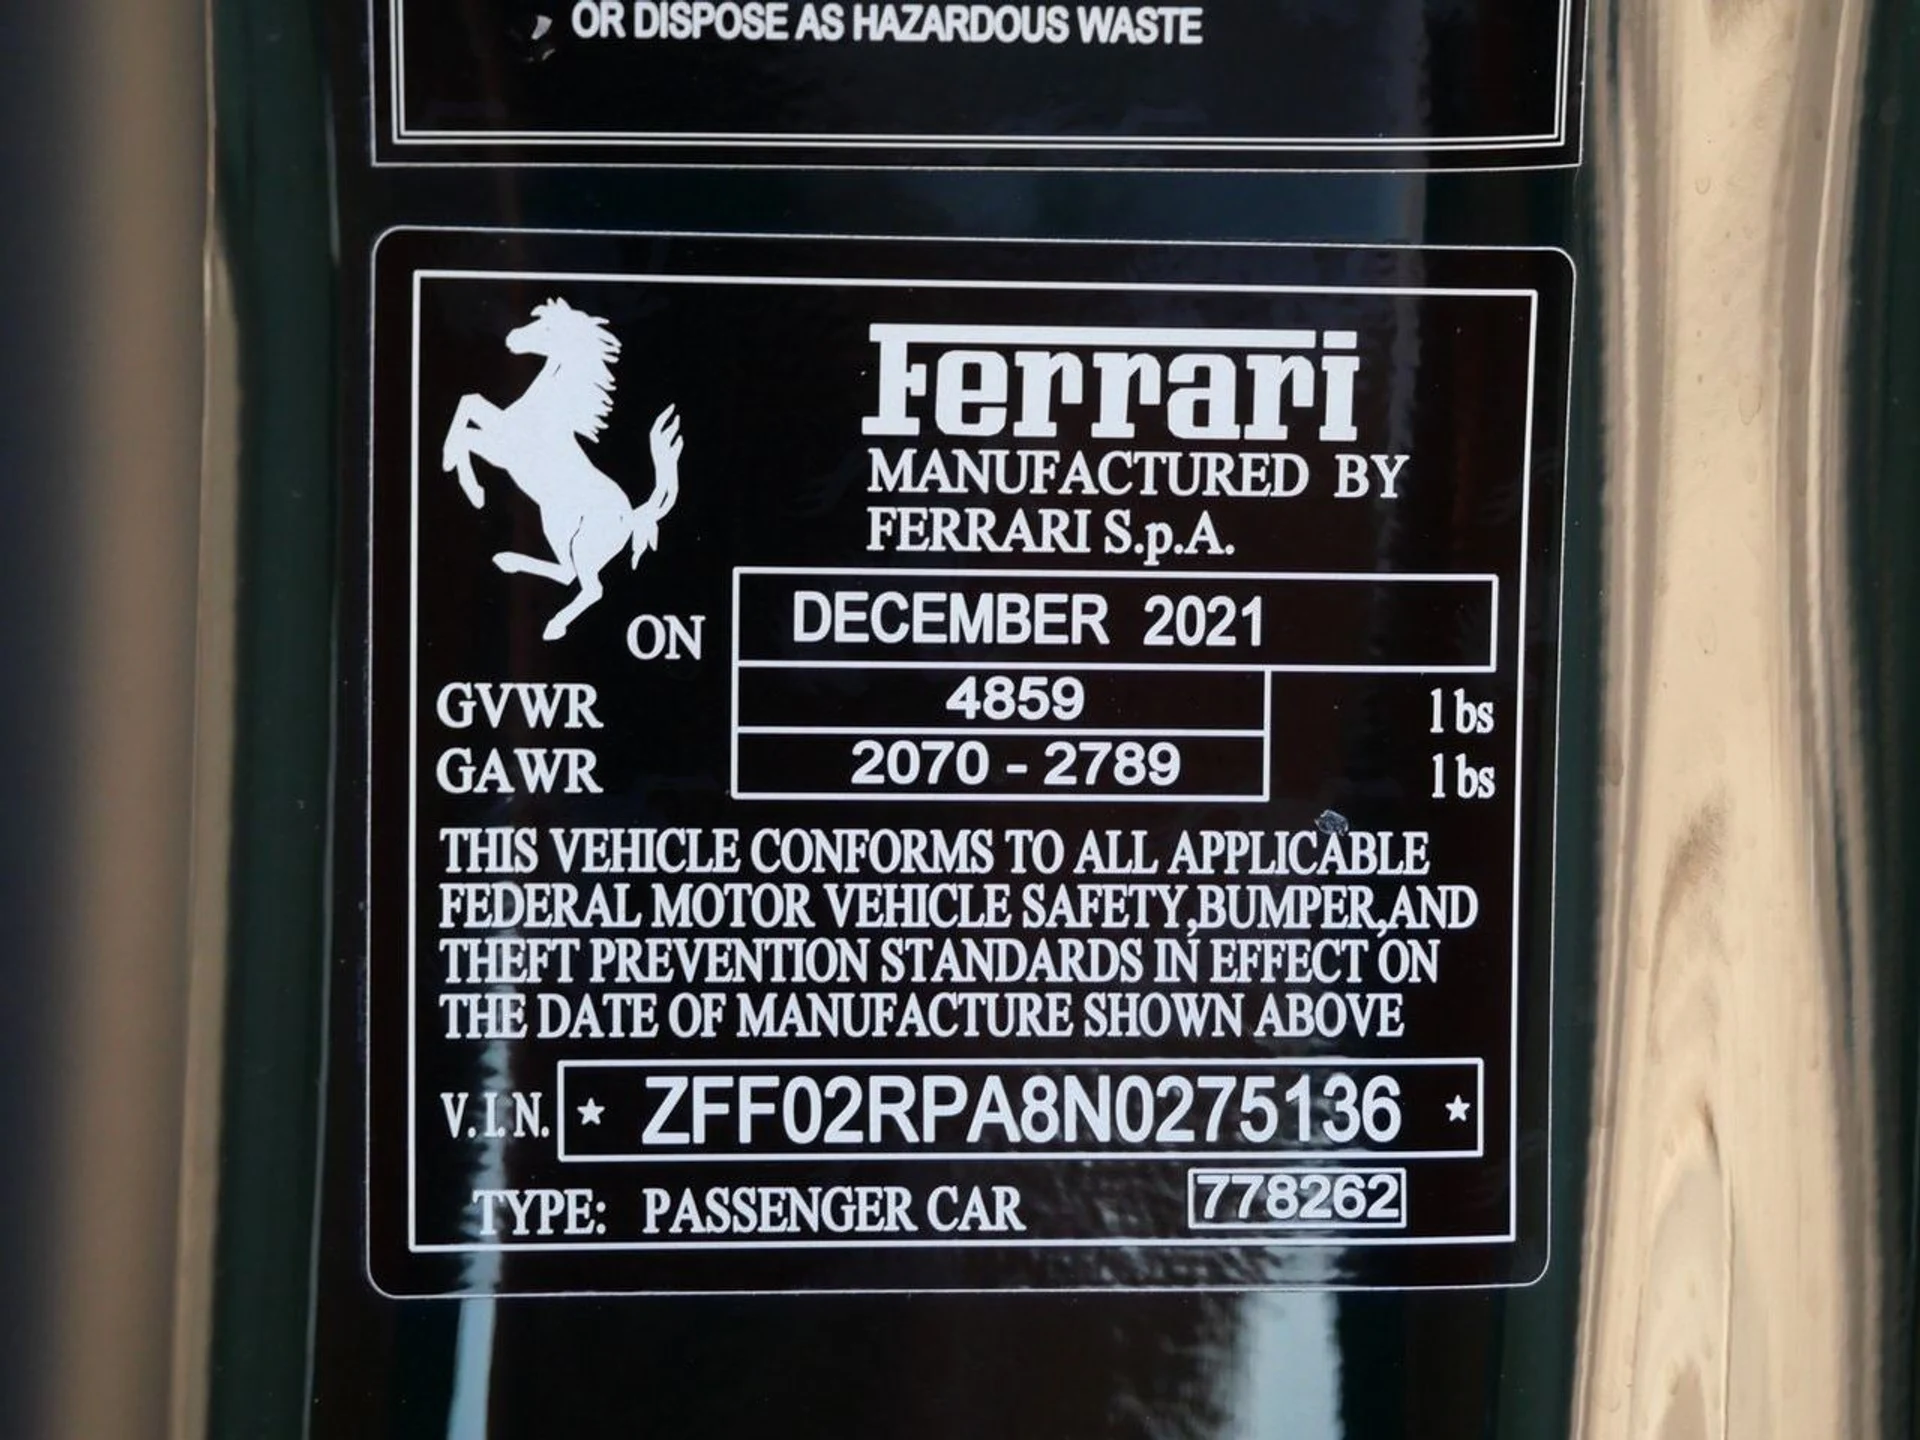 OR DISPOSE AS HAZARDOUS WASTE
Ferrari
MANUFACTURED BY
FERRARI S.p.A.
ON DECEMBER 2021
GVWR 4859 lbs
GAWR 2070 - 2789 lbs
THIS VEHICLE CONFORMS TO ALL APPLICABLE
FEDERAL MOTOR VEHICLE SAFETY,BUMPER,AND
THEFT PREVENTION STANDARDS IN EFFECT ON
THE DATE OF MANUFACTURE SHOWN ABOVE
V.I.N. ★ ZFF02RPA8N0275136 ★
TYPE: PASSENGER CAR 778262